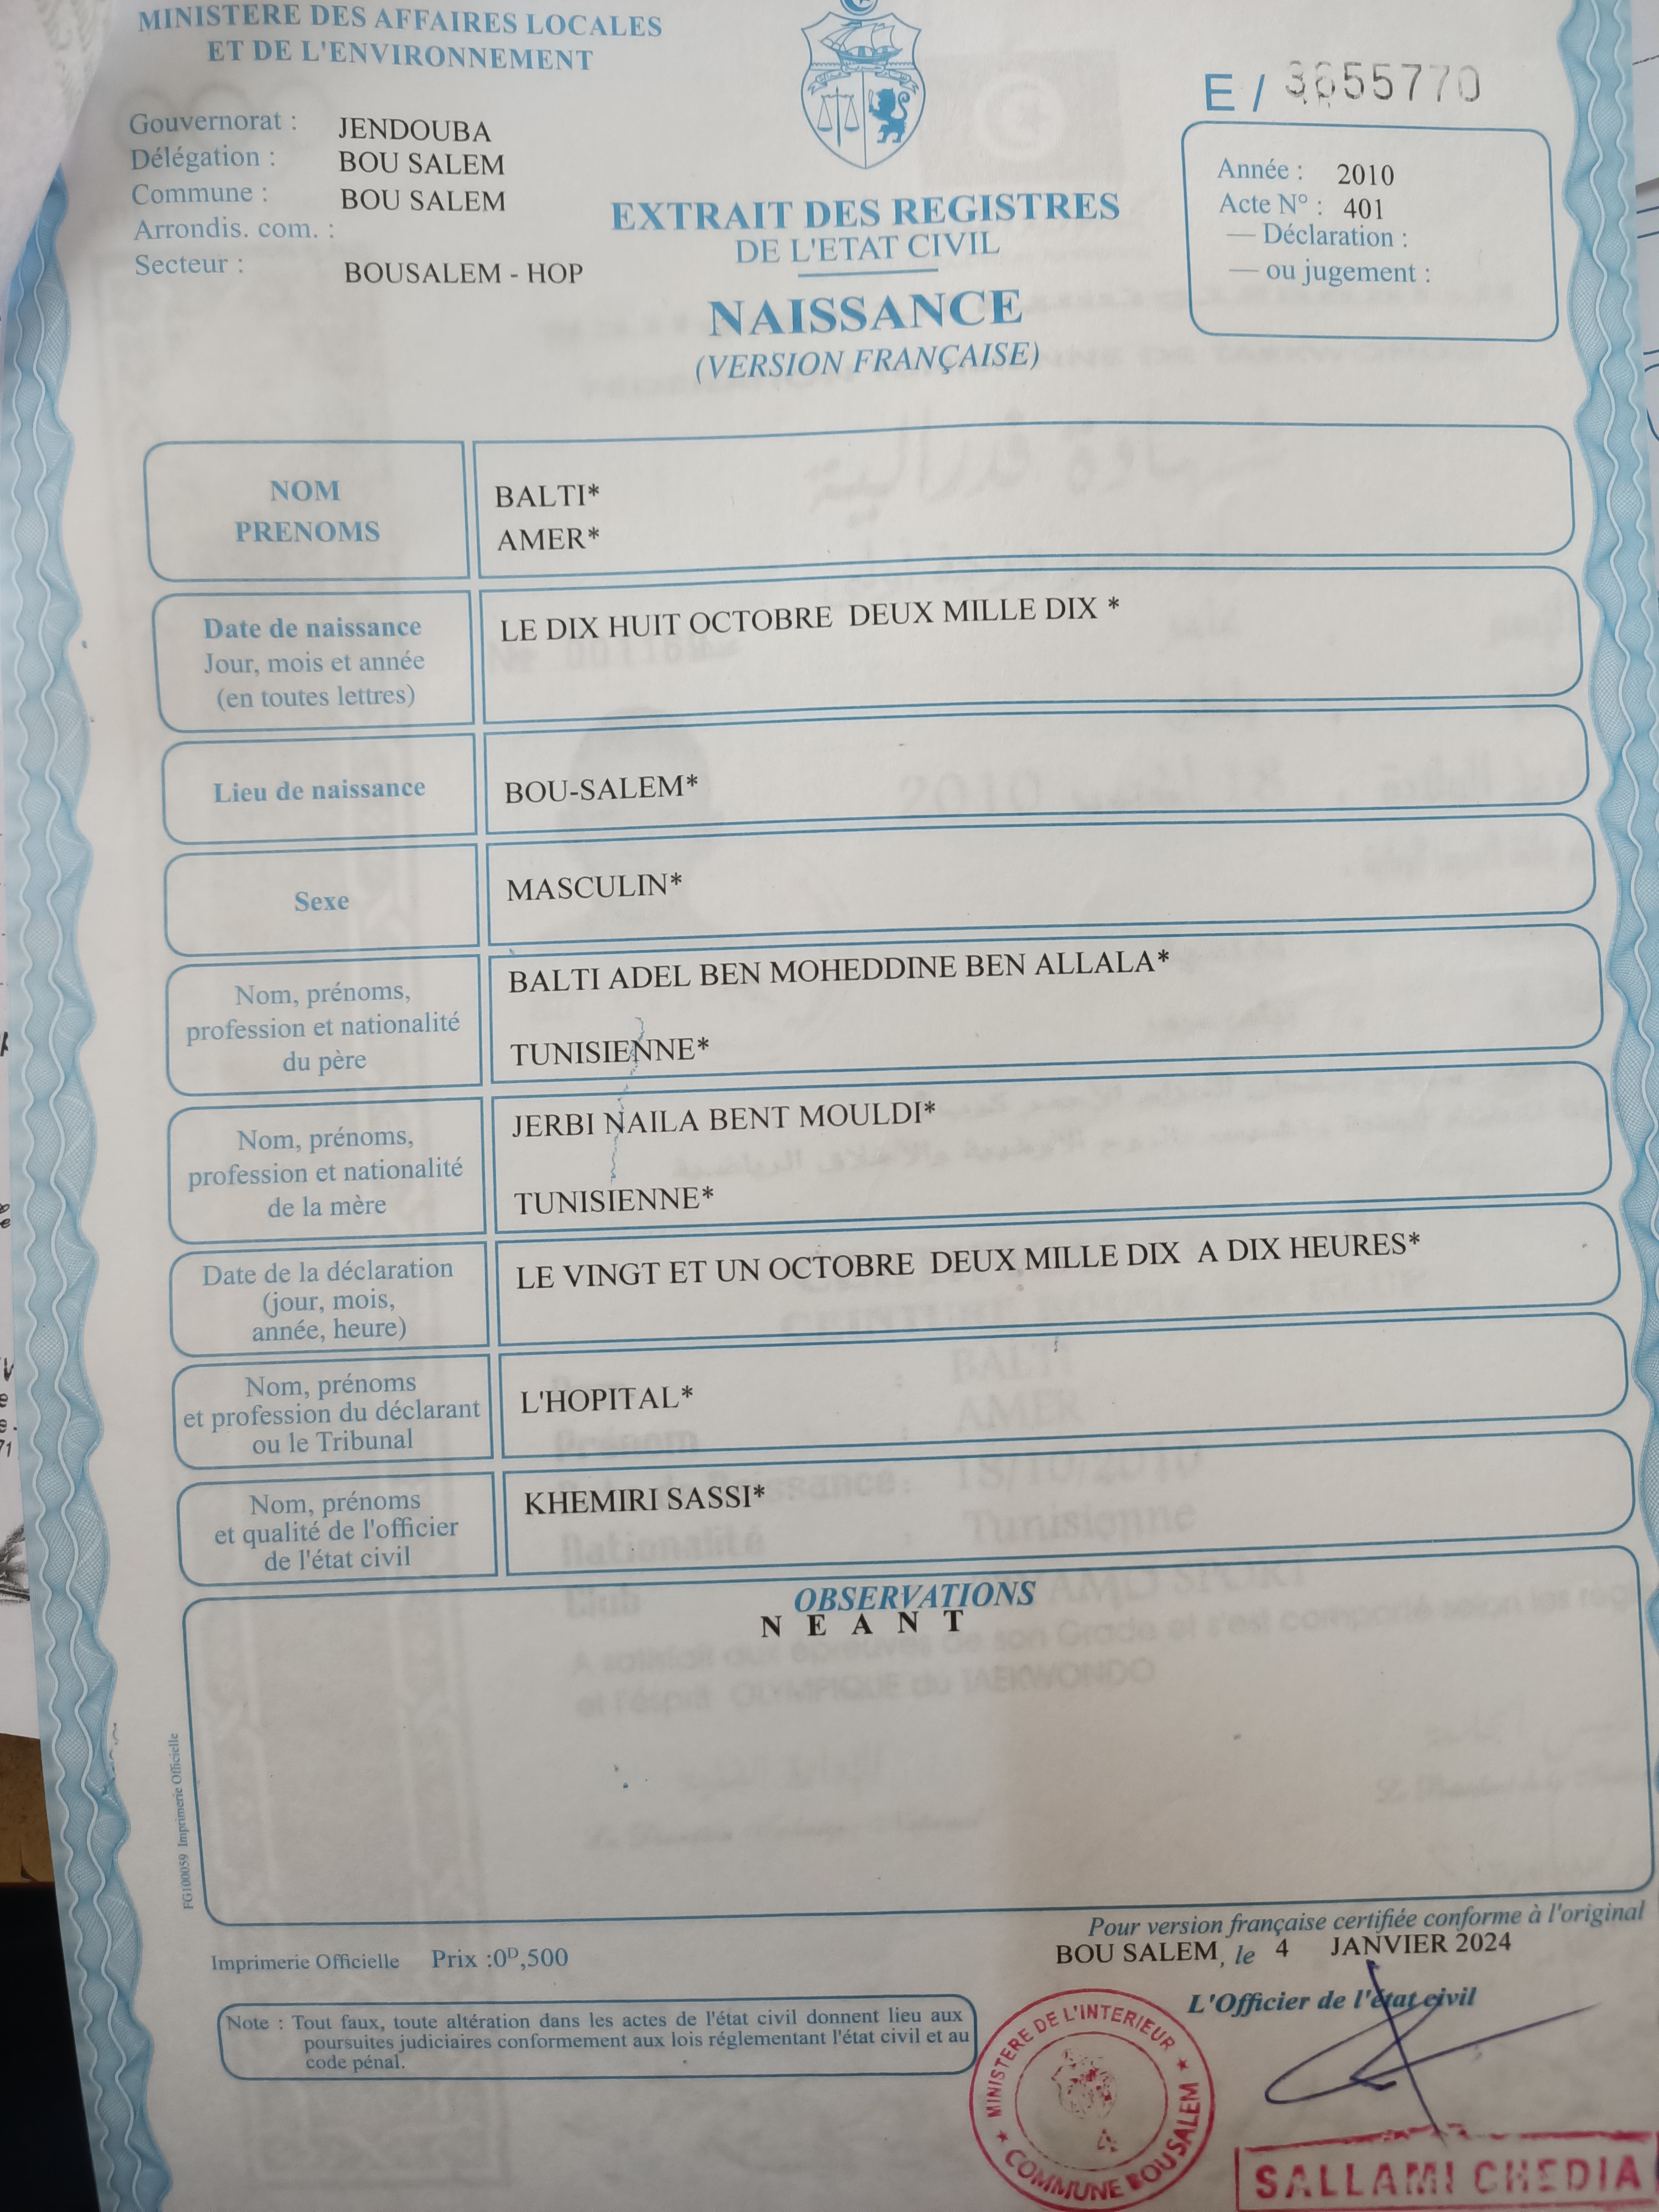 MINISTERE DES AFFAIRES LOCALES
ET DE L'ENVIRONNEMENT
E / 3655770
Gouvernorat : JENDOUBA
Délégation : BOU SALEM
Commune : BOU SALEM
Arrondis. com. :
Secteur : BOUSALEM - HOP
EXTRAIT DES REGISTRES
DE L'ETAT CIVIL
NAISSANCE
(VERSION FRANÇAISE)
Année : 2010
Acte N° : 401
— Déclaration :
— ou jugement :
NOM BALTI*
PRENOMS AMER*
Date de naissance
Jour, mois et année
(en toutes lettres)
LE DIX HUIT OCTOBRE DEUX MILLE DIX *
Lieu de naissance BOU-SALEM*
Sexe MASCULIN*
Nom, prénoms,
profession et nationalité
du père
BALTI ADEL BEN MOHEDDINE BEN ALLALA*
TUNISIENNE*
Nom, prénoms,
profession et nationalité
de la mère
JERBI NAILA BENT MOULDI*
TUNISIENNE*
Date de la déclaration
(jour, mois,
année, heure)
LE VINGT ET UN OCTOBRE DEUX MILLE DIX A DIX HEURES*
Nom, prénoms
et profession du déclarant
ou le Tribunal
L'HOPITAL*
Nom, prénoms
et qualité de l'officier
de l'état civil
KHEMIRI SASSI*
OBSERVATIONS
N E A N T
FG100059 Imprimerie Officielle
Pour version française certifiée conforme à l'original
BOU SALEM, le 4 JANVIER 2024
L'Officier de l'état civil
Imprimerie Officielle Prix :0ᴰ,500
Note : Tout faux, toute altération dans les actes de l'état civil donnent lieu aux
poursuites judiciaires conformement aux lois réglementant l'état civil et au
code pénal.
MINISTERE DE L'INTERIEUR
COMMUNE BOUSALEM
4
SALLAMI CHEDIA